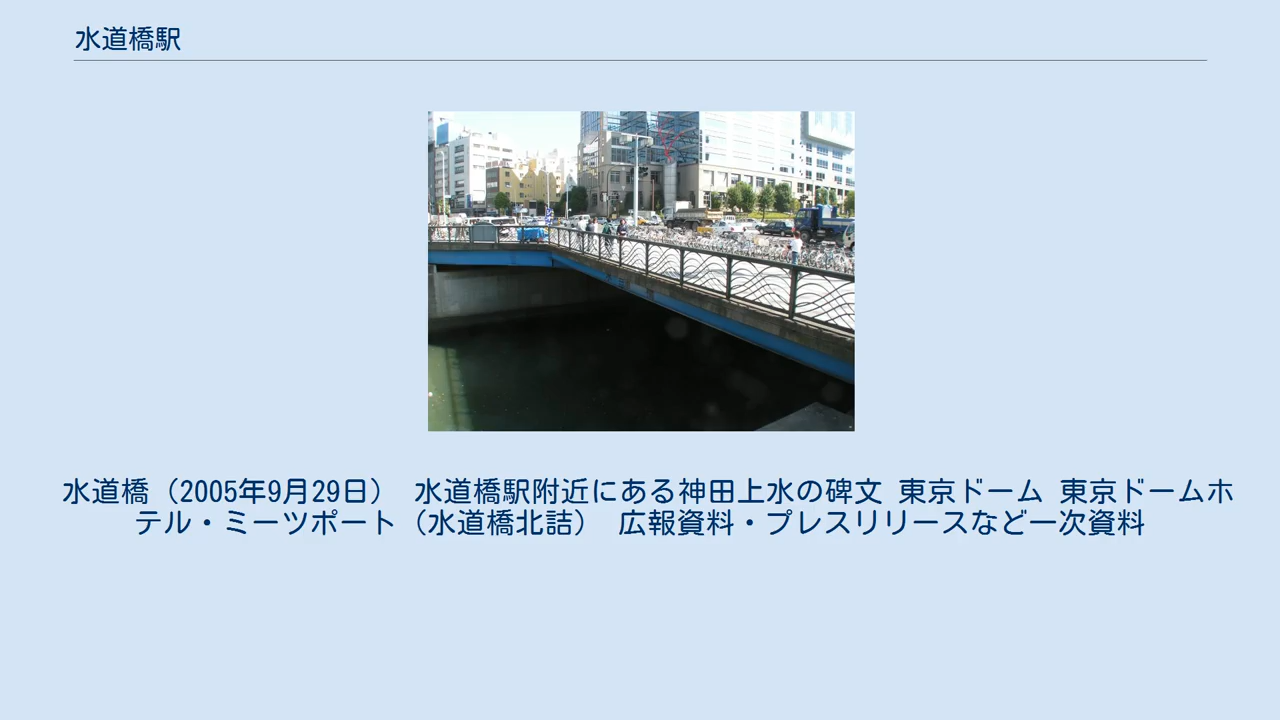 水道橋駅
水道橋（2005年9月29日） 水道橋駅附近にある神田上水の碑文 東京ドーム 東京ドームホ
テル・ミーツポート（水道橋北詰） 広報資料・プレスリリースなど一次資料